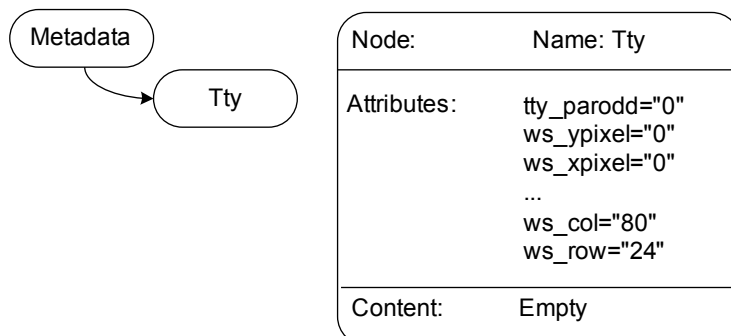 Metadata
Tty
Node: Name: Tty
Attributes: tty_parodd="0"
ws_ypixel="0"
ws_xpixel="0"
...
ws_col="80"
ws_row="24"
Content: Empty